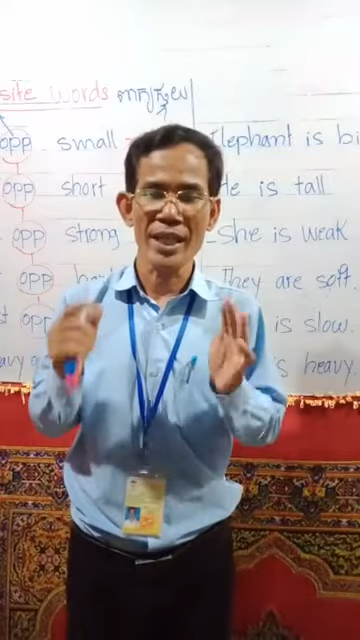 site words ពាក្យផ្ទុយ
opp. small Elephant is bi
opp short He is tall
opp strong She is weak
opp They are soft.
opp is slow.
avy is heavy.